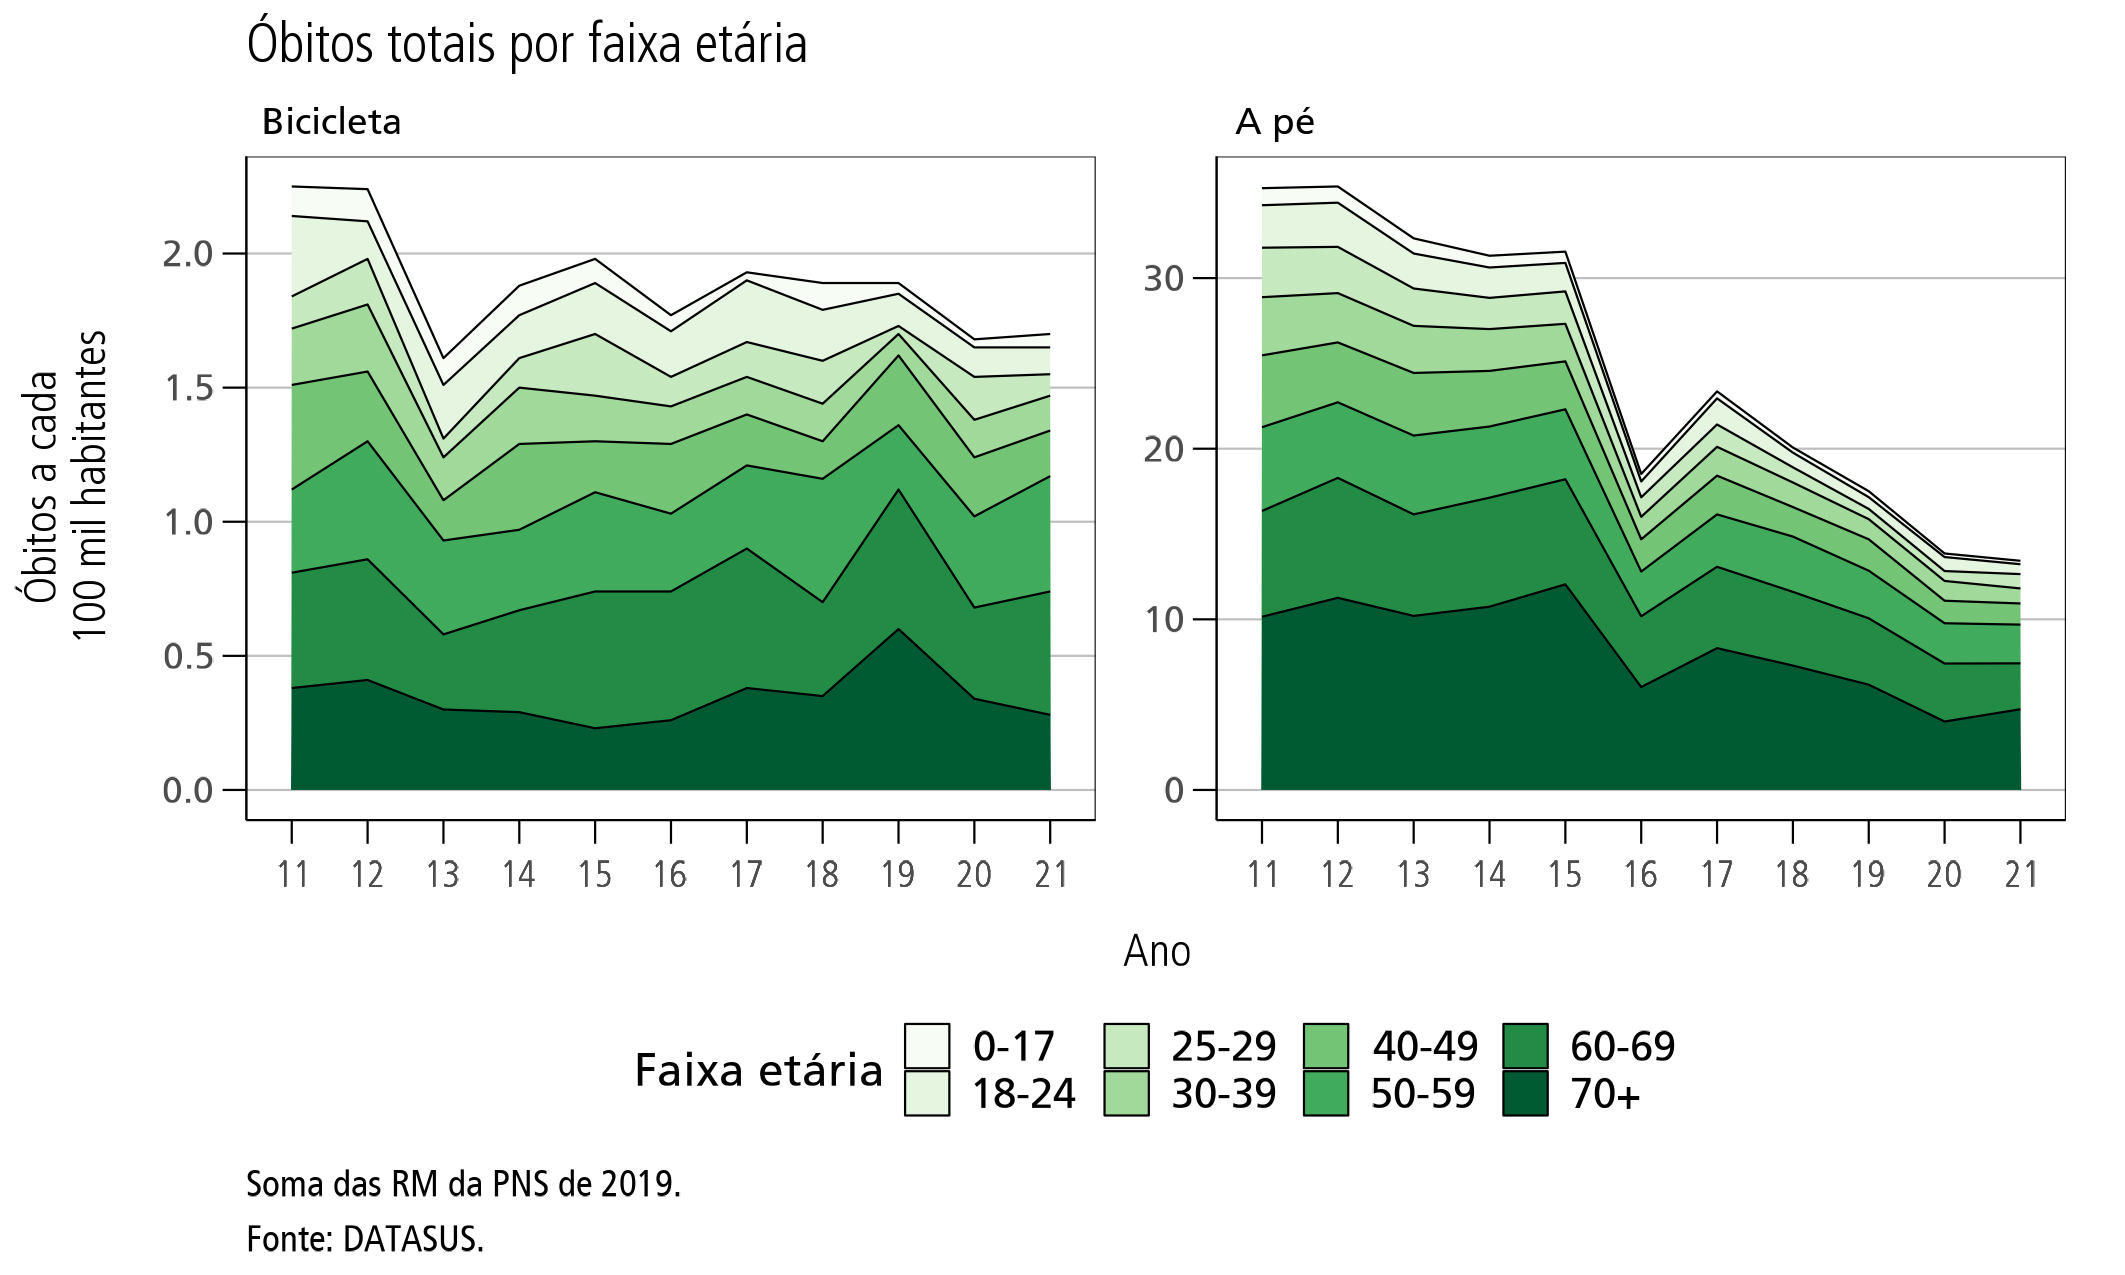 Óbitos totais por faixa etária
Bicicleta
A pé
Óbitos a cada
100 mil habitantes
2.0
1.5
1.0
0.5
0.0
30
20
10
0
11 12 13 14 15 16 17 18 19 20 21
11 12 13 14 15 16 17 18 19 20 21
Ano
Faixa etária
0-17 25-29 40-49 60-69
18-24 30-39 50-59 70+
Soma das RM da PNS de 2019.
Fonte: DATASUS.